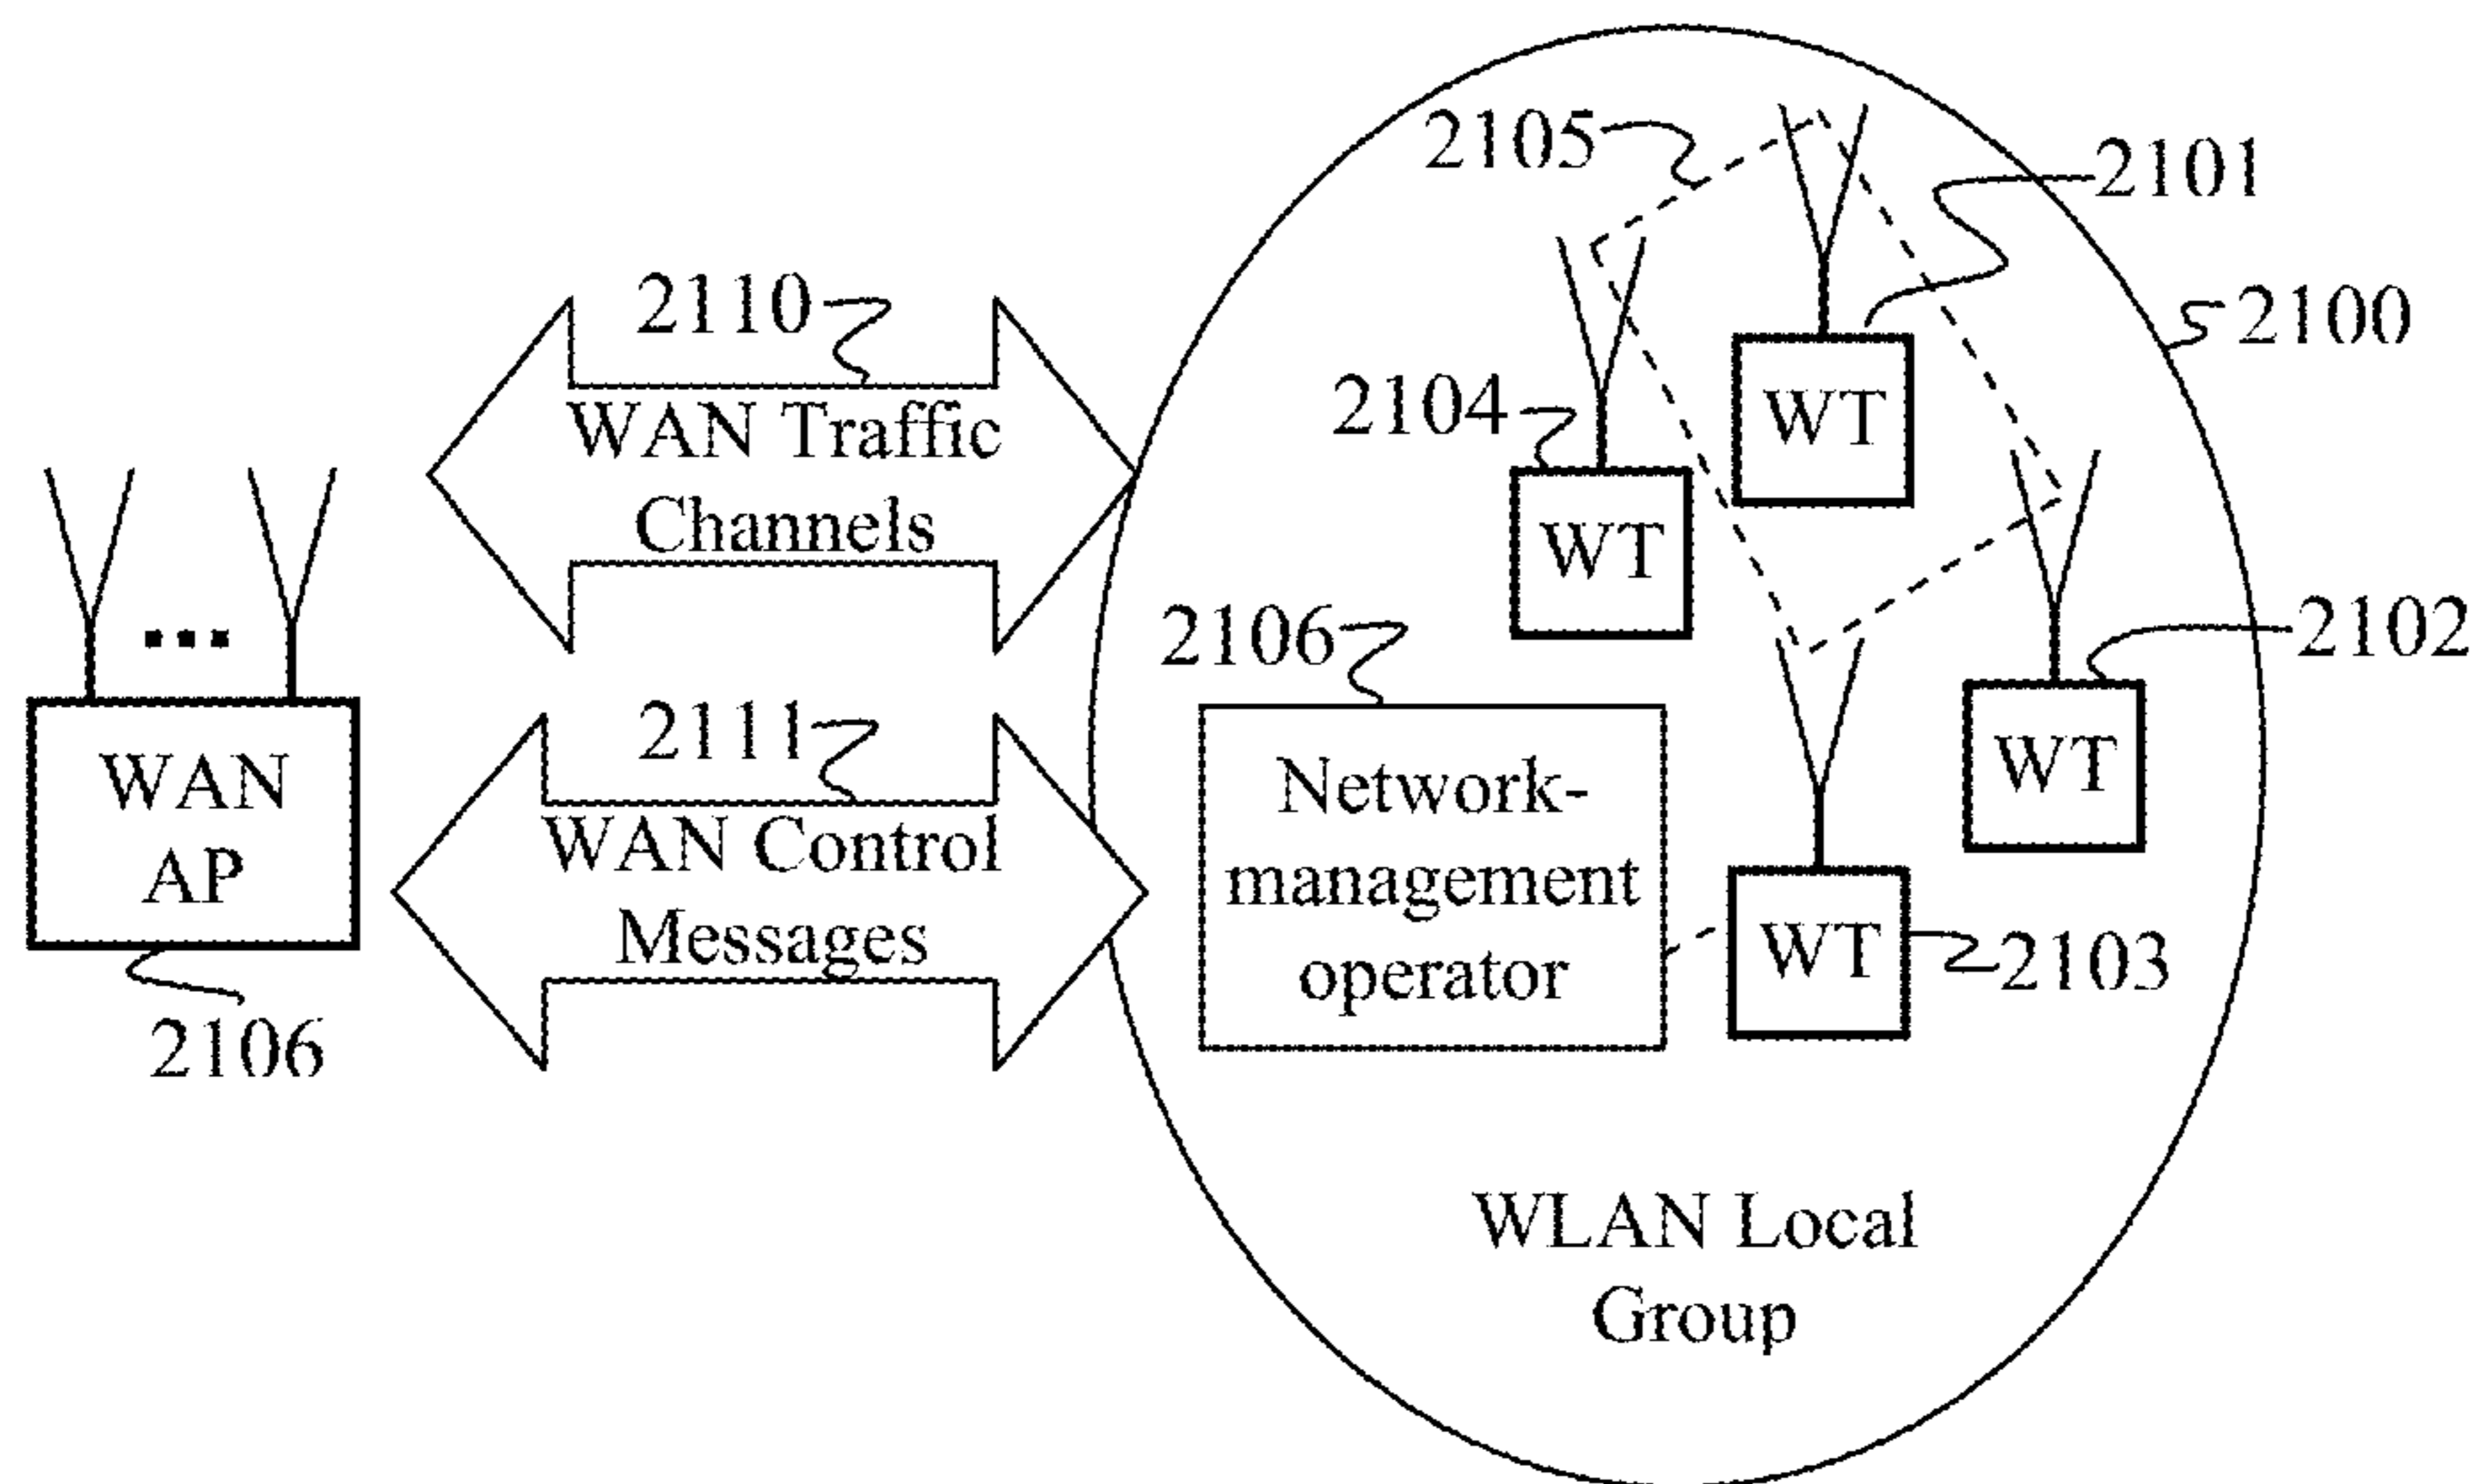 2105
2101
2110
2100
WAN Traffic
Channels
2104
WT
WT
2106
2102
2111
WAN
AP
WAN Control
Messages
Network-
management
operator
WT
WT
2103
2106
WLAN Local
Group